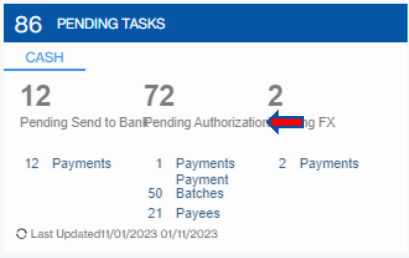 86 PENDING TASKS
CASH
12 72 2
Pending Send to Bank Pending Authorization ng FX
12 Payments 1 Payments 2 Payments
50 Payment Batches
21 Payees
Last Updated11/01/2023 01/11/2023